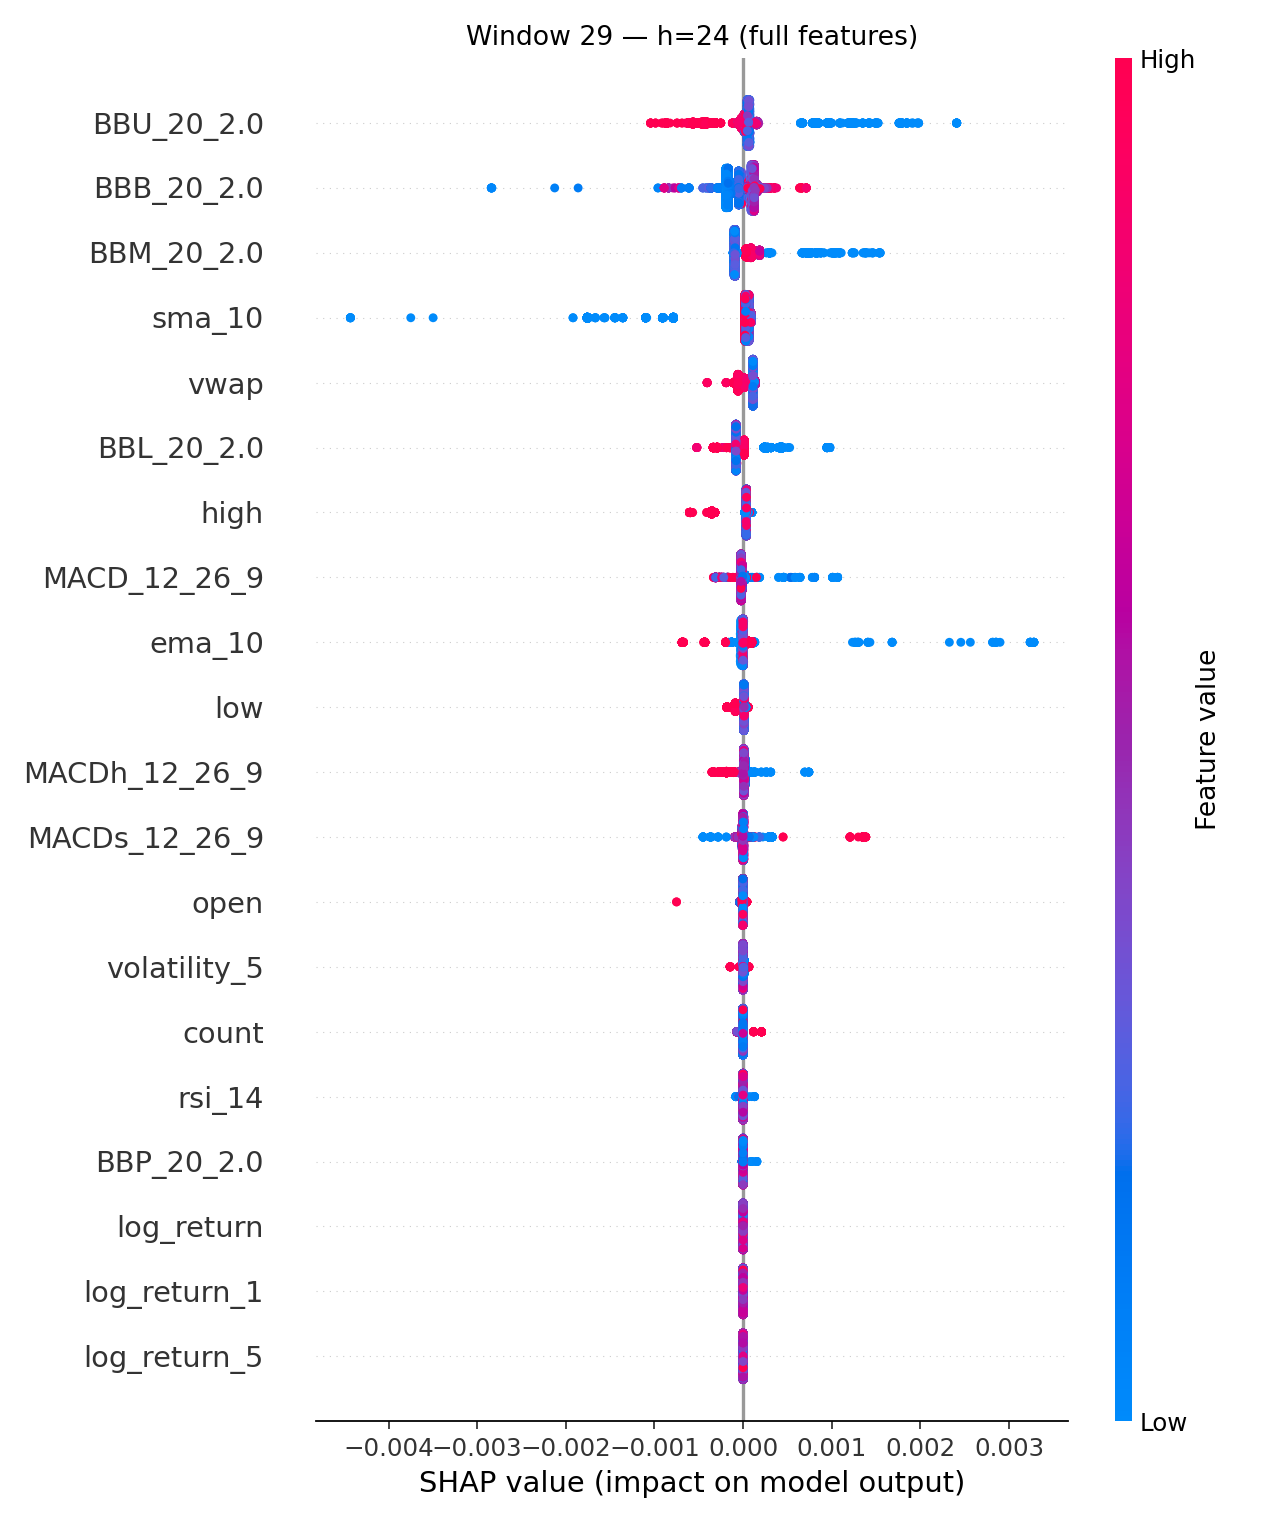 Window 29 — h=24 (full features)
High
BBU_20_2.0
BBB_20_2.0
BBM_20_2.0
sma_10
vwap
BBL_20_2.0
high
MACD_12_26_9
ema_10
low
MACDh_12_26_9
MACDs_12_26_9
open
volatility_5
count
rsi_14
BBP_20_2.0
log_return
log_return_1
log_return_5
Feature value
Low
−0.004 −0.003 −0.002 −0.001 0.000 0.001 0.002 0.003
SHAP value (impact on model output)